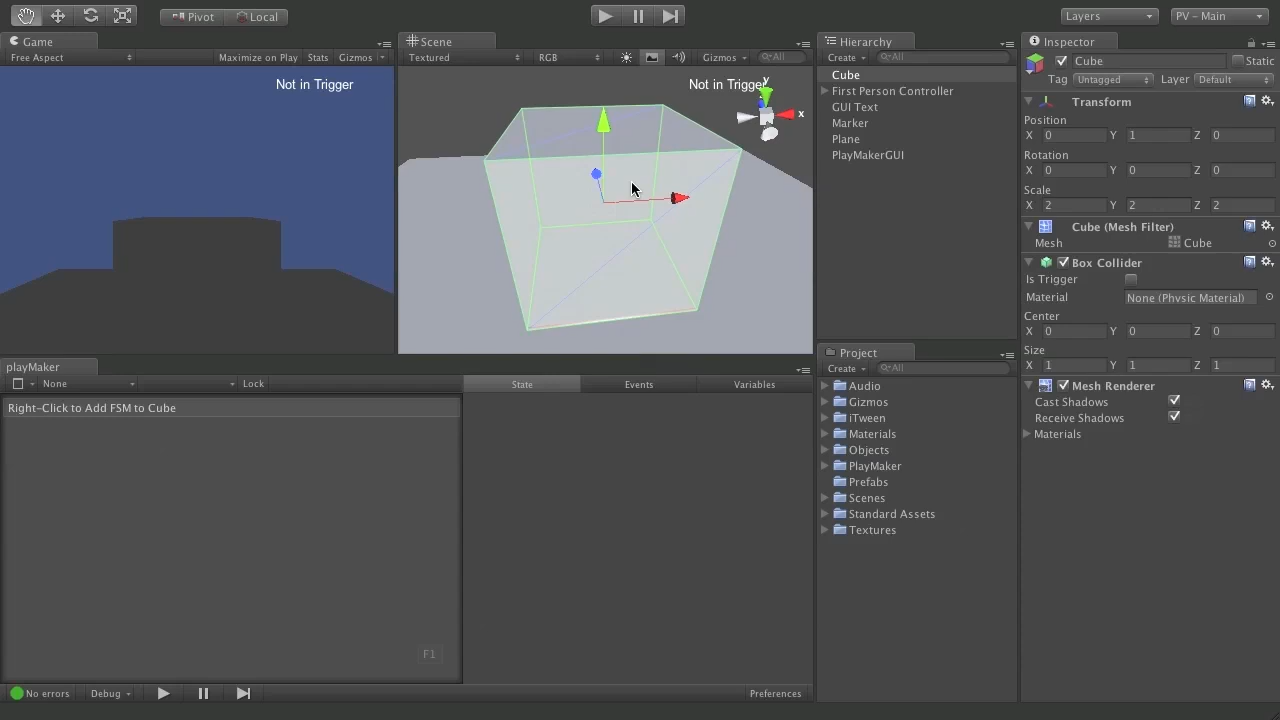 Pivot
Local
Layers
PV - Main
Game
Scene
Hierarchy
Inspector
Free Aspect
Maximize on Play
Stats
Gizmos
Textured
RGB
Gizmos
All
Create
All
Cube
Static
Tag
Untagged
Layer
Default
Not in Trigger
Not in Trigger
y
x
Cube
First Person Controller
GUI Text
Marker
Plane
PlayMakerGUI
Transform
Position
X 0 Y 1 Z 0
Rotation
X 0 Y 0 Z 0
Scale
X 2 Y 2 Z 2
Cube (Mesh Filter)
Mesh
Cube
Box Collider
Is Trigger
Material
None (Physic Material)
Center
X 0 Y 0 Z 0
Size
X 1 Y 1 Z 1
Mesh Renderer
Cast Shadows
Receive Shadows
Materials
Project
Create
All
Audio
Gizmos
iTween
Materials
Objects
PlayMaker
Prefabs
Scenes
Standard Assets
Textures
playMaker
None
Lock
State
Events
Variables
Right-Click to Add FSM to Cube
F1
No errors
Debug
Preferences